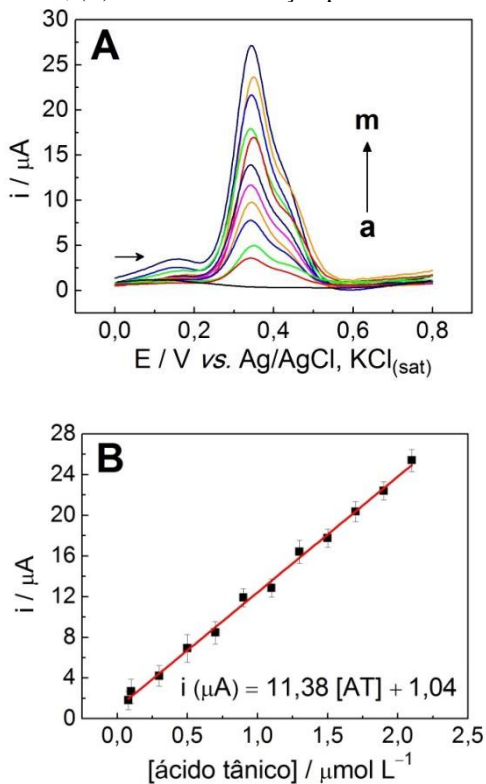 A
30
25
20
15
10
5
0
i / μA
m
a
0,0 0,2 0,4 0,6 0,8
E / V vs. Ag/AgCl, KCl(sat)
B
28
24
20
16
12
8
4
0
i / μA
i (μA) = 11,38 [AT] + 1,04
0,0 0,5 1,0 1,5 2,0 2,5
[ácido tânico] / μmol L⁻¹